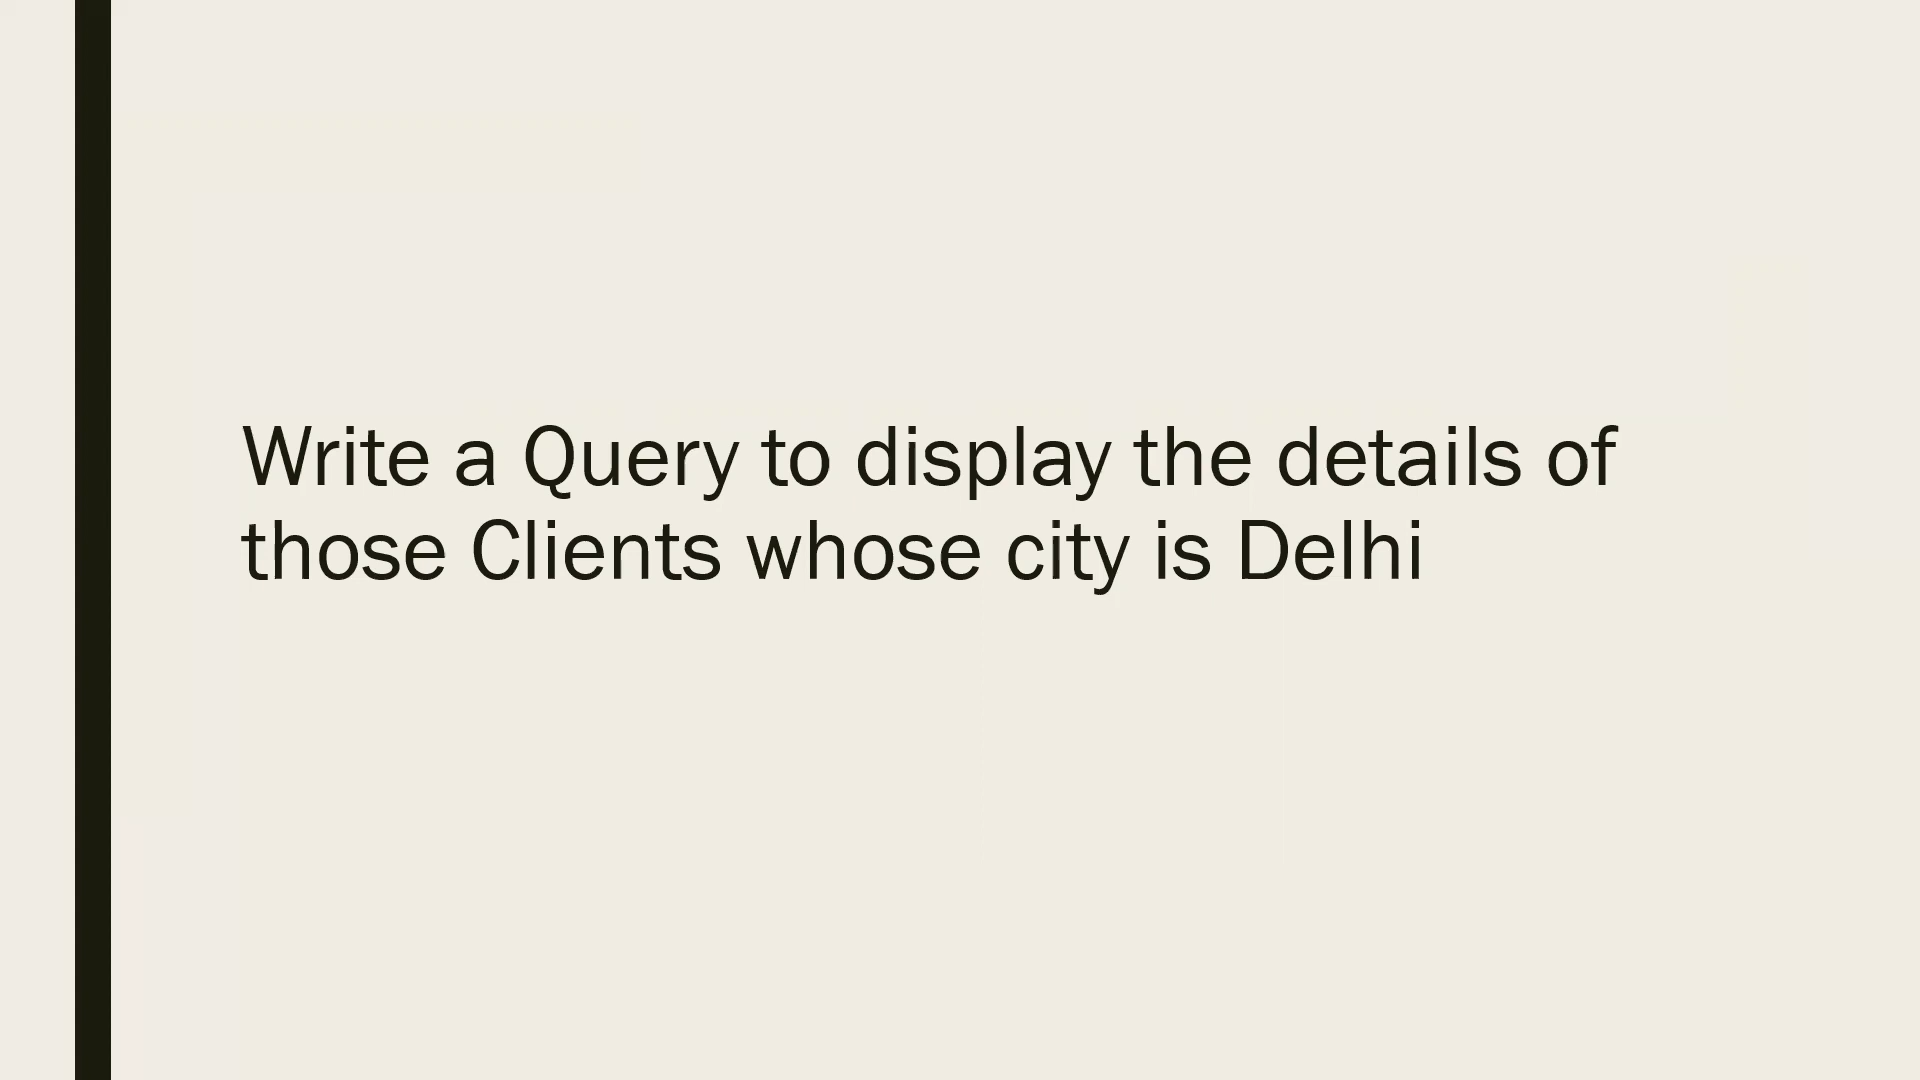 Write a Query to display the details of
those Clients whose city is Delhi